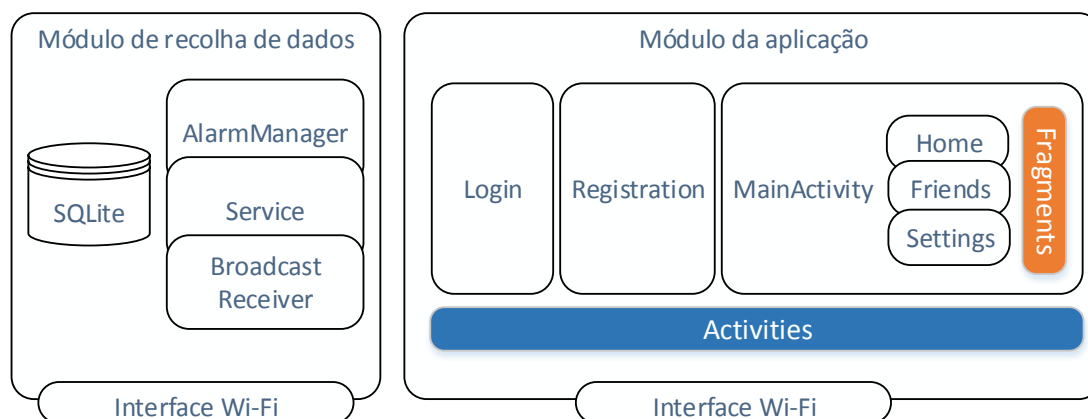 Módulo de recolha de dados
AlarmManager
SQLite
Service
Broadcast
Receiver
Interface Wi-Fi
Módulo da aplicação
Login
Registration
MainActivity
Home
Friends
Settings
Fragments
Activities
Interface Wi-Fi